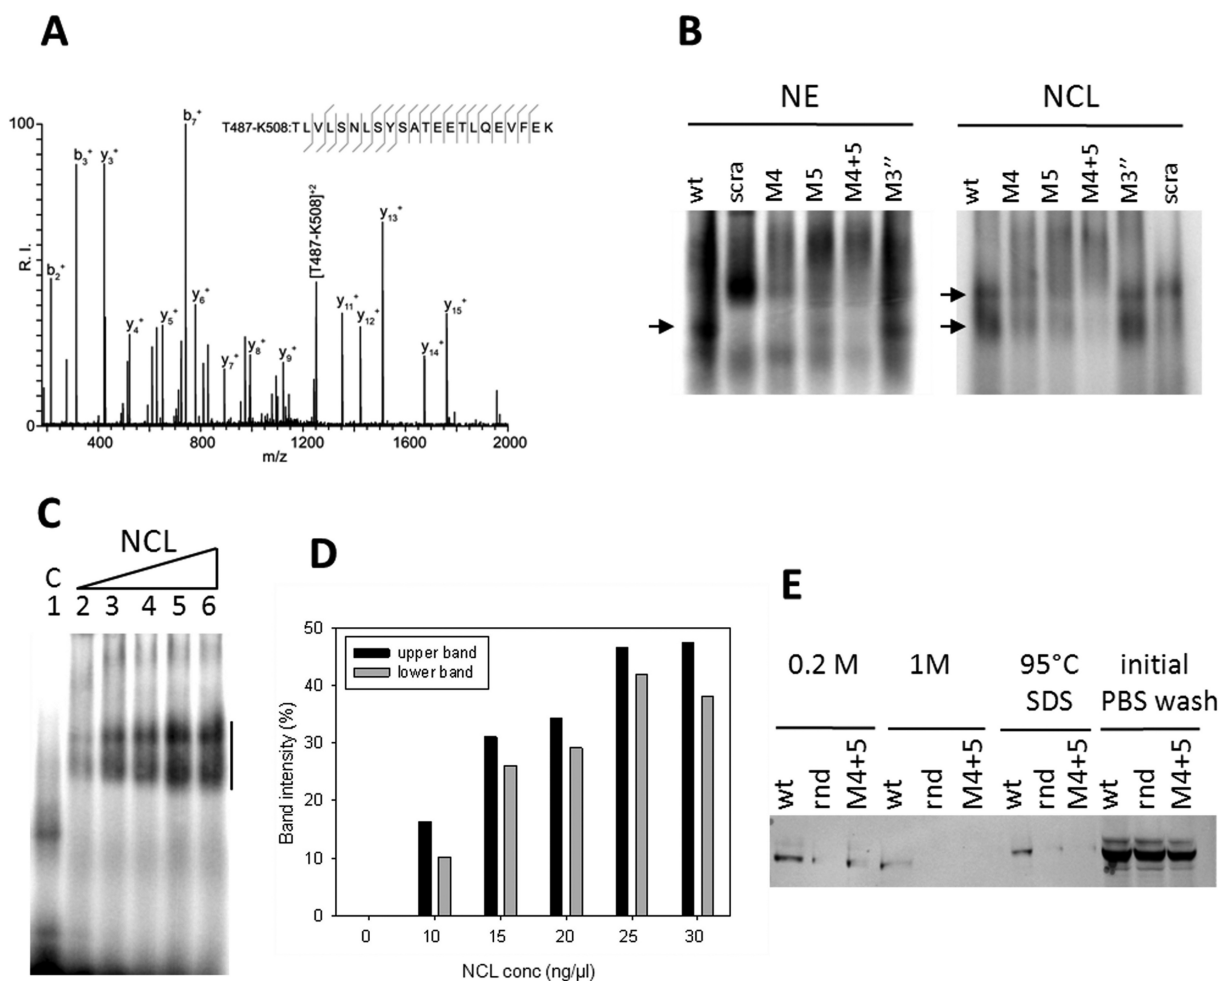 A
T487-K508:T L V L S N L S Y S A T E E T L Q E V F E K
100
R. I.
0
b2+
b3+
y3+
y4+
y5+
b7+
y6+
y7+
y8+
y9+
[T487-K508]+2
y11+
y12+
y13+
y14+
y15+
400 800 1200 1600 2000
m/z
B
NE
wt scra M4 M5 M4+5 M3″
NCL
wt M4 M5 M4+5 M3″ scra
C
NCL
C
1 2 3 4 5 6
D
upper band
lower band
50
40
30
20
10
0
Band intensity (%)
0 10 15 20 25 30
NCL conc (ng/μl)
E
0.2 M 1M 95°C SDS initial PBS wash
wt rnd M4+5 wt rnd M4+5 wt rnd M4+5 wt rnd M4+5